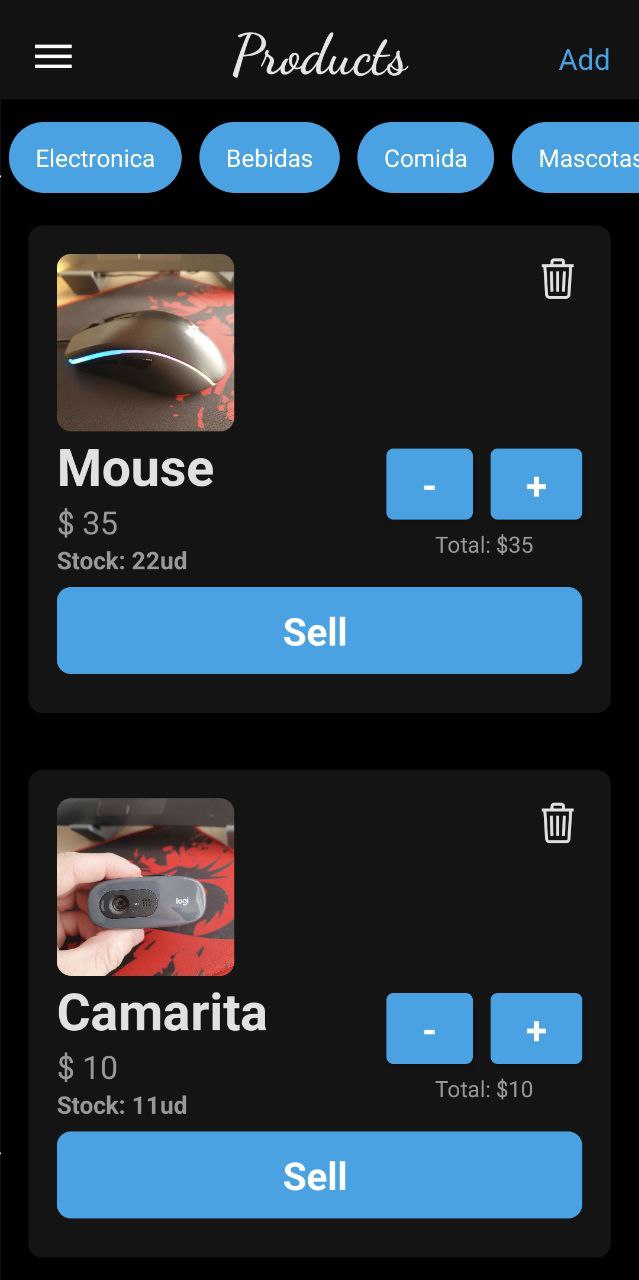 Products
Add
Electronica Bebidas Comida Mascotas
Mouse
- +
$ 35
Total: $35
Stock: 22ud
Sell
logi
Camarita
- +
$ 10
Total: $10
Stock: 11ud
Sell